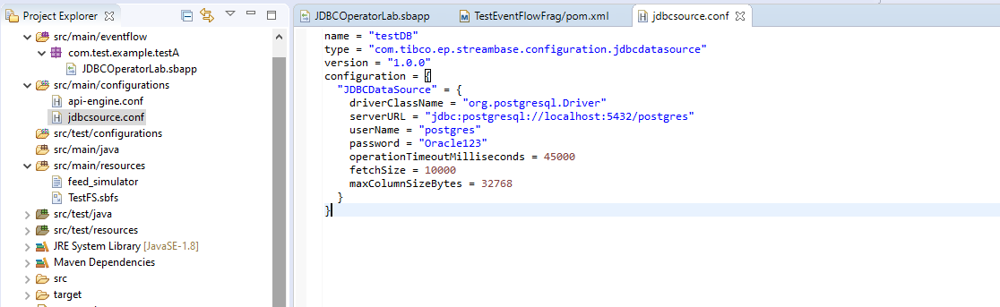 Project Explorer
src/main/eventflow
com.test.example.testA
JDBCOperatorLab.sbapp
src/main/configurations
api-engine.conf
jdbcsource.conf
src/test/configurations
src/main/java
src/main/resources
feed_simulator
TestFS.sbfs
src/test/java
src/test/resources
JRE System Library [JavaSE-1.8]
Maven Dependencies
src
target
JDBCOperatorLab.sbapp
TestEventFlowFrag/pom.xml
jdbcsource.conf
name = "testDB"
type = "com.tibco.ep.streambase.configuration.jdbcdatasource"
version = "1.0.0"
configuration = {
"JDBCDataSource" = {
driverClassName = "org.postgresql.Driver"
serverURL = "jdbc:postgresql://localhost:5432/postgres"
userName = "postgres"
password = "Oracle123"
operationTimeoutMilliseconds = 45000
fetchSize = 10000
maxColumnSizeBytes = 32768
}
}